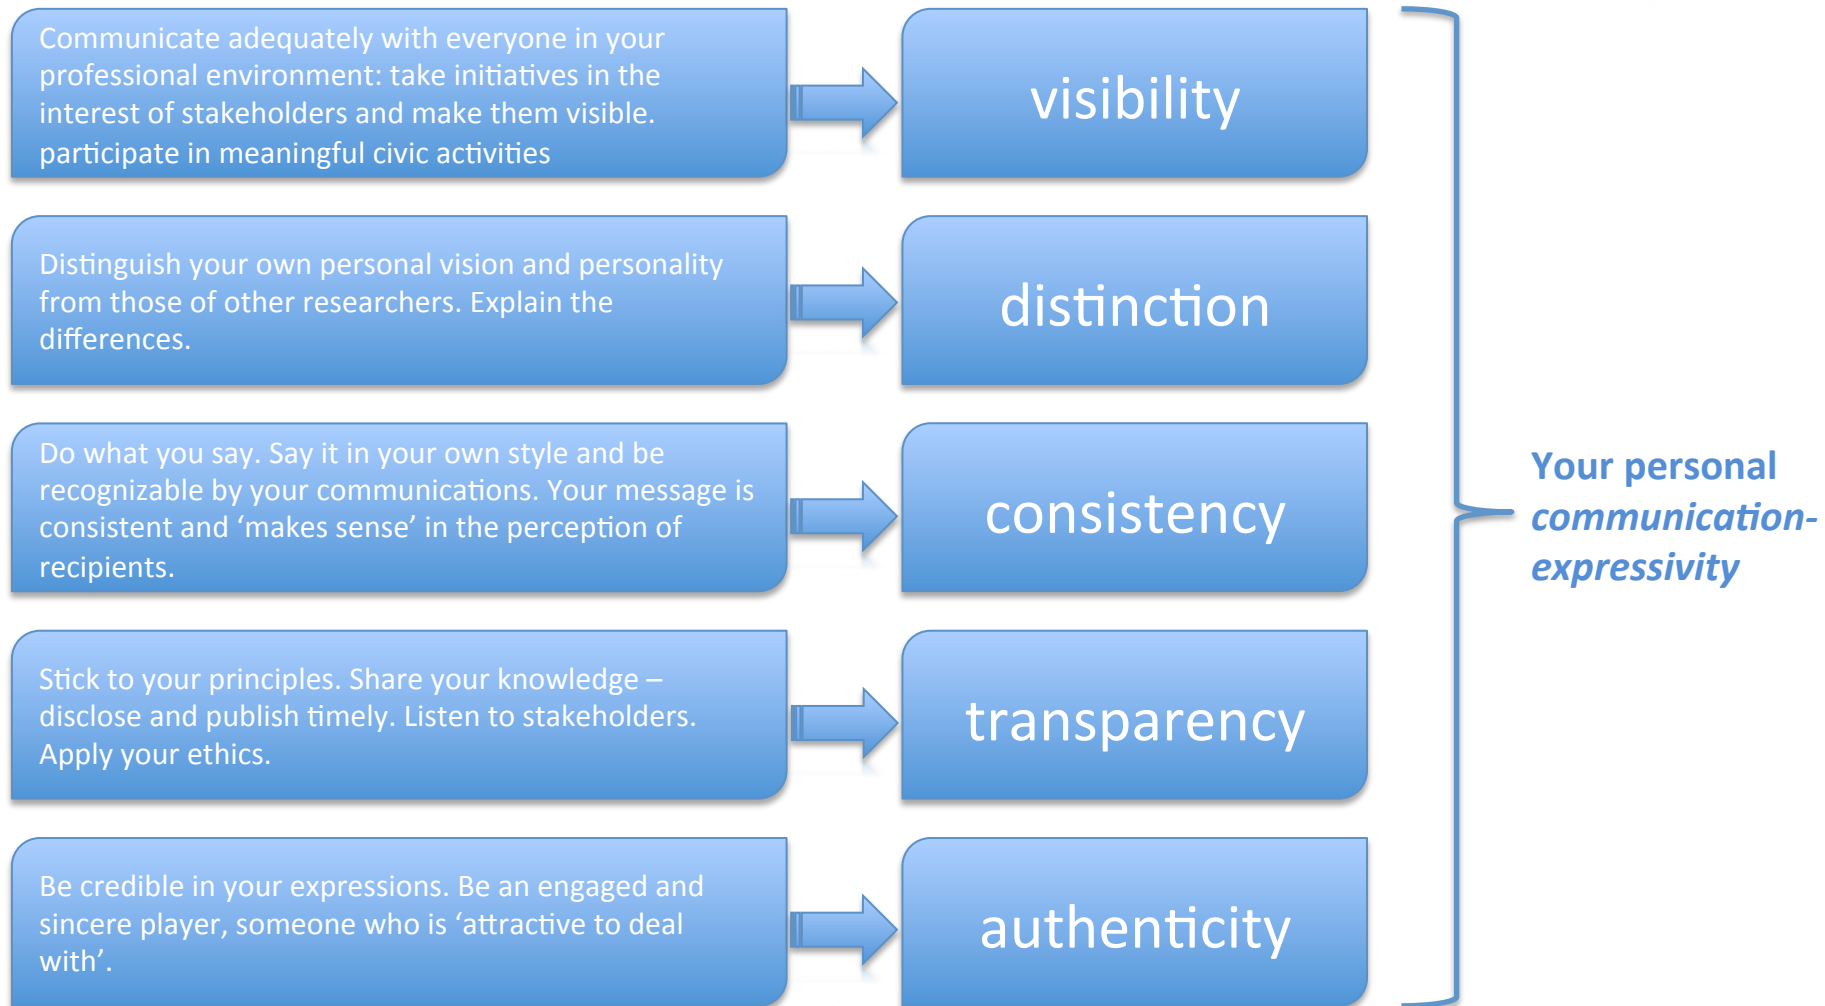 Communicate adequately with everyone in your
professional environment: take initiatives in the
interest of stakeholders and make them visible.
participate in meaningful civic activities
visibility
Distinguish your own personal vision and personality
from those of other researchers. Explain the
differences.
distinction
Do what you say. Say it in your own style and be
recognizable by your communications. Your message is
consistent and ‘makes sense’ in the perception of
recipients.
consistency
Stick to your principles. Share your knowledge –
disclose and publish timely. Listen to stakeholders.
Apply your ethics.
transparency
Be credible in your expressions. Be an engaged and
sincere player, someone who is ‘attractive to deal
with’.
authenticity
Your personal
communication-
expressivity